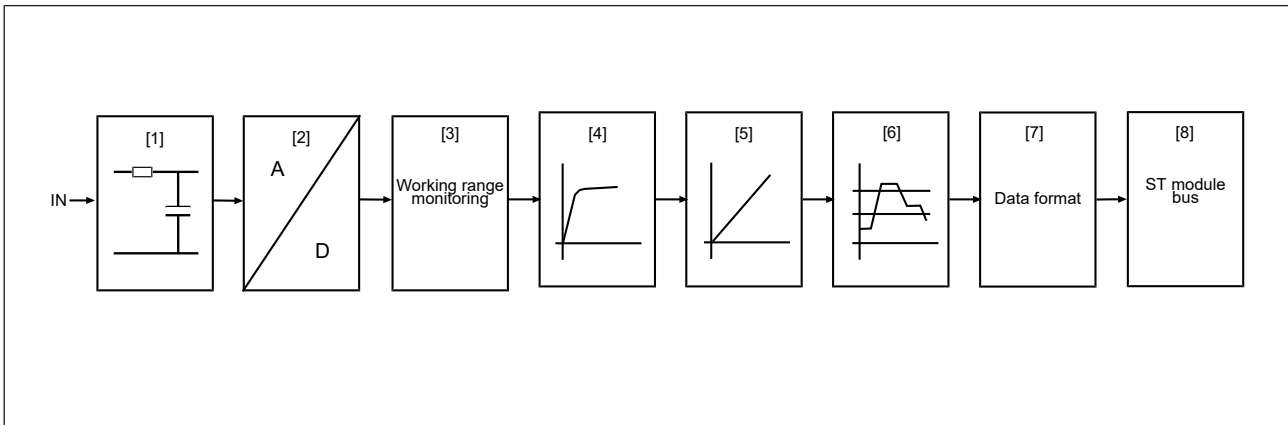 IN
[1]
[2]
A
D
[3]
Working range
monitoring
[4]
[5]
[6]
[7]
Data format
[8]
ST module
bus